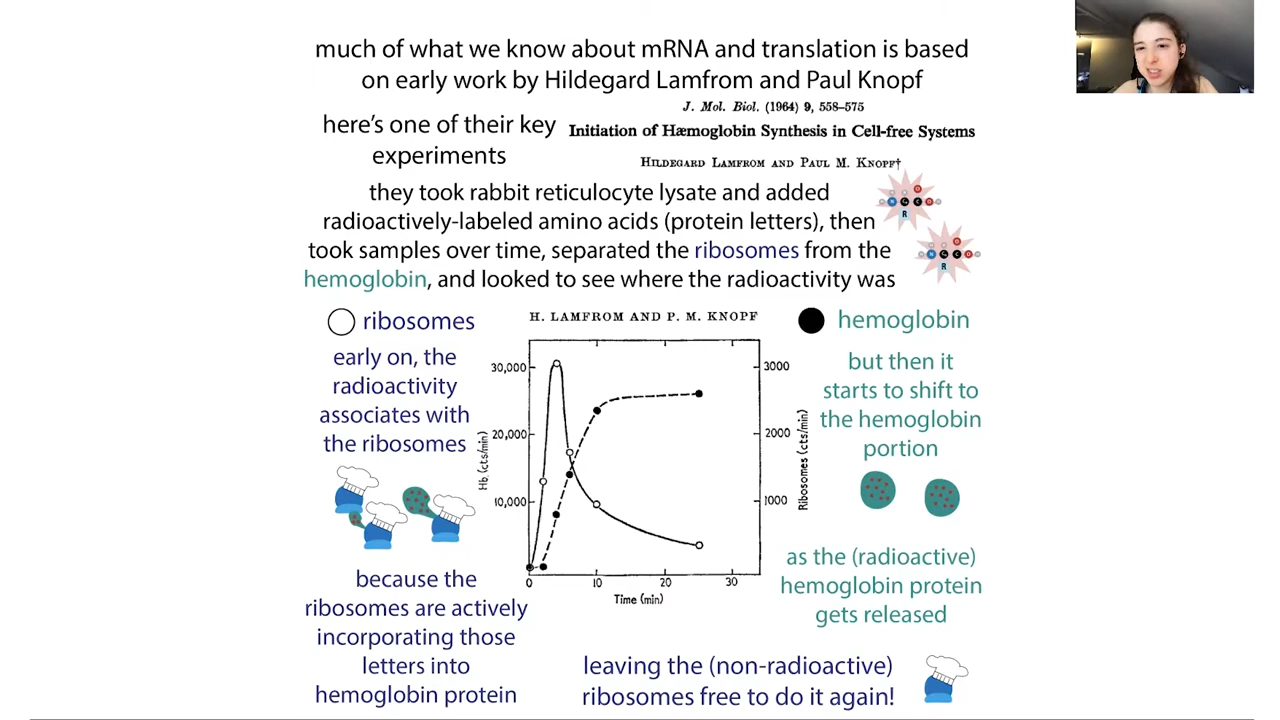 much of what we know about mRNA and translation is based
on early work by Hildegard Lamfrom and Paul Knopf
J. Mol. Biol. (1964) 9, 558–575
here's one of their key
experiments
Initiation of Hæmoglobin Synthesis in Cell-free Systems
HILDEGARD LAMFROM AND PAUL M. KNOPF†
they took rabbit reticulocyte lysate and added
radioactively-labeled amino acids (protein letters), then
took samples over time, separated the ribosomes from the
hemoglobin, and looked to see where the radioactivity was
R
R
ribosomes
early on, the
radioactivity
associates with
the ribosomes
because the
ribosomes are actively
incorporating those
letters into
hemoglobin protein
H. LAMFROM AND P. M. KNOPF
30,000
20,000
10,000
Hb. (cts/min)
3000
2000
1000
Ribosomes (cts/min)
0 10 20 30
Time (min)
hemoglobin
but then it
starts to shift to
the hemoglobin
portion
as the (radioactive)
hemoglobin protein
gets released
leaving the (non-radioactive)
ribosomes free to do it again!